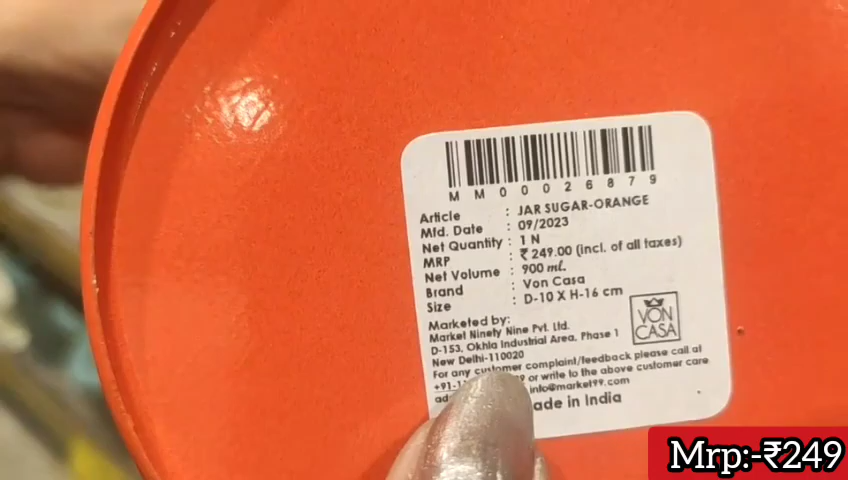 MM00026879
Article : JAR SUGAR-ORANGE
Mfd. Date : 09/2023
Net Quantity : 1 N
MRP : ₹ 249.00 (incl. of all taxes)
Net Volume : 900 ml.
Brand : Von Casa
Size : D-10 X H-16 cm
VON
CASA
Marketed by:
Market Ninety Nine Pvt. Ltd.
D-153, Okhla Industrial Area, Phase 1
New Delhi-110020
For any customer complaint/feedback please call at
or write to the above customer care
info@market99.com
in India
Mrp:-₹249